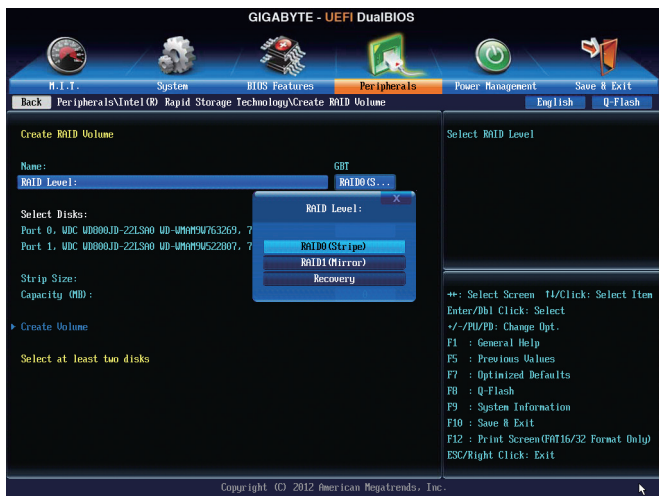 GIGABYTE - UEFI DualBIOS
M.I.T. System BIOS Features Peripherals Power Management Save & Exit
Back Peripherals\Intel(R) Rapid Storage Technology\Create RAID Volume English Q-Flash
Create RAID Volume
Name: GBT
RAID Level: RAID0(S...
Select Disks:
Port 0, WDC WD800JD-22LSA0 WD-WMAM9W763269, 7
Port 1, WDC WD800JD-22LSA0 WD-WMAM9U522807, 7
Strip Size:
Capacity (MB):
Create Volume
Select at least two disks
X
RAID Level:
RAID0(Stripe)
RAID1(Mirror)
Recovery
Select RAID Level
→←: Select Screen ↑↓/Click: Select Item
Enter/Dbl Click: Select
+/-/PU/PD: Change Opt.
F1 : General Help
F5 : Previous Values
F7 : Optimized Defaults
F8 : Q-Flash
F9 : System Information
F10 : Save & Exit
F12 : Print Screen(FAT16/32 Format Only)
ESC/Right Click: Exit
Copyright (C) 2012 American Megatrends, Inc.